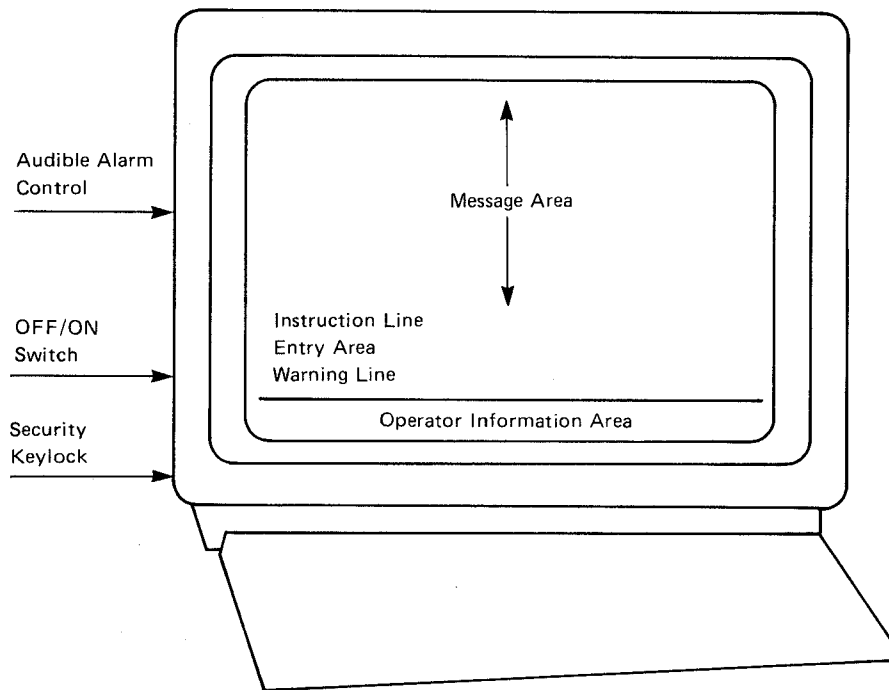 Audible Alarm
Control
OFF/ON
Switch
Security
Keylock
Message Area
Instruction Line
Entry Area
Warning Line
Operator Information Area